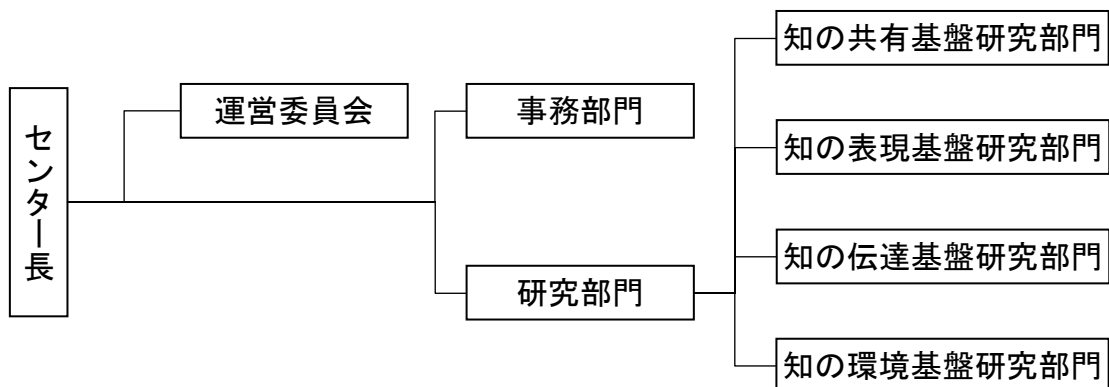 センター長
運営委員会
事務部門
研究部門
知の共有基盤研究部門
知の表現基盤研究部門
知の伝達基盤研究部門
知の環境基盤研究部門